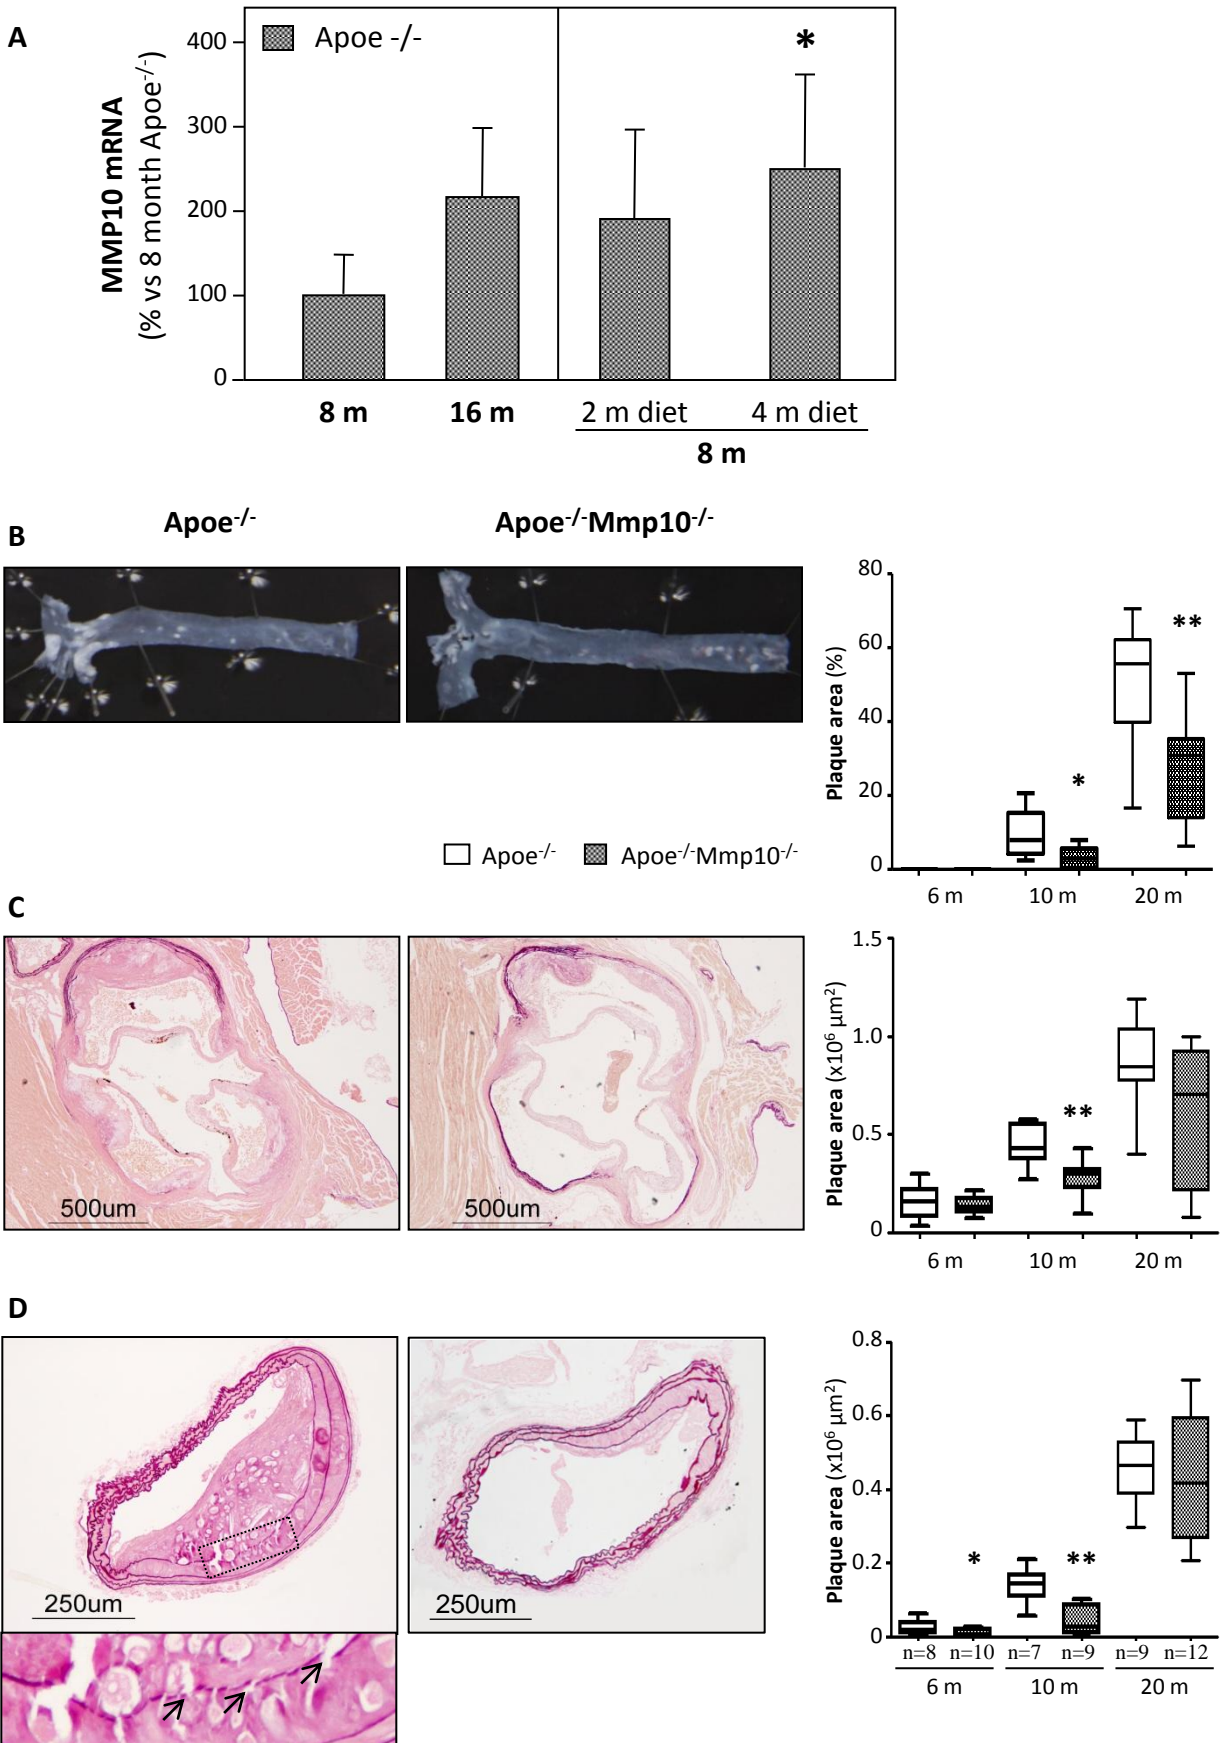 A
MMP10 mRNA
(% vs 8 month Apoe-/-)
400
300
200
100
0
Apoe -/-
*
8 m
16 m
2 m diet
4 m diet
8 m
B
Apoe-/-
Apoe-/-Mmp10-/-
Plaque area (%)
80
60
40
20
0
*
**
6 m
10 m
20 m
Apoe-/-
Apoe-/-Mmp10-/-
C
500um
500um
Plaque area (x10⁶ µm²)
1.5
1.0
0.5
0
**
6 m
10 m
20 m
D
250um
250um
Plaque area (x10⁶ µm²)
0.8
0.6
0.4
0.2
0
*
**
n=8 n=10 n=7 n=9 n=9 n=12
6 m
10 m
20 m